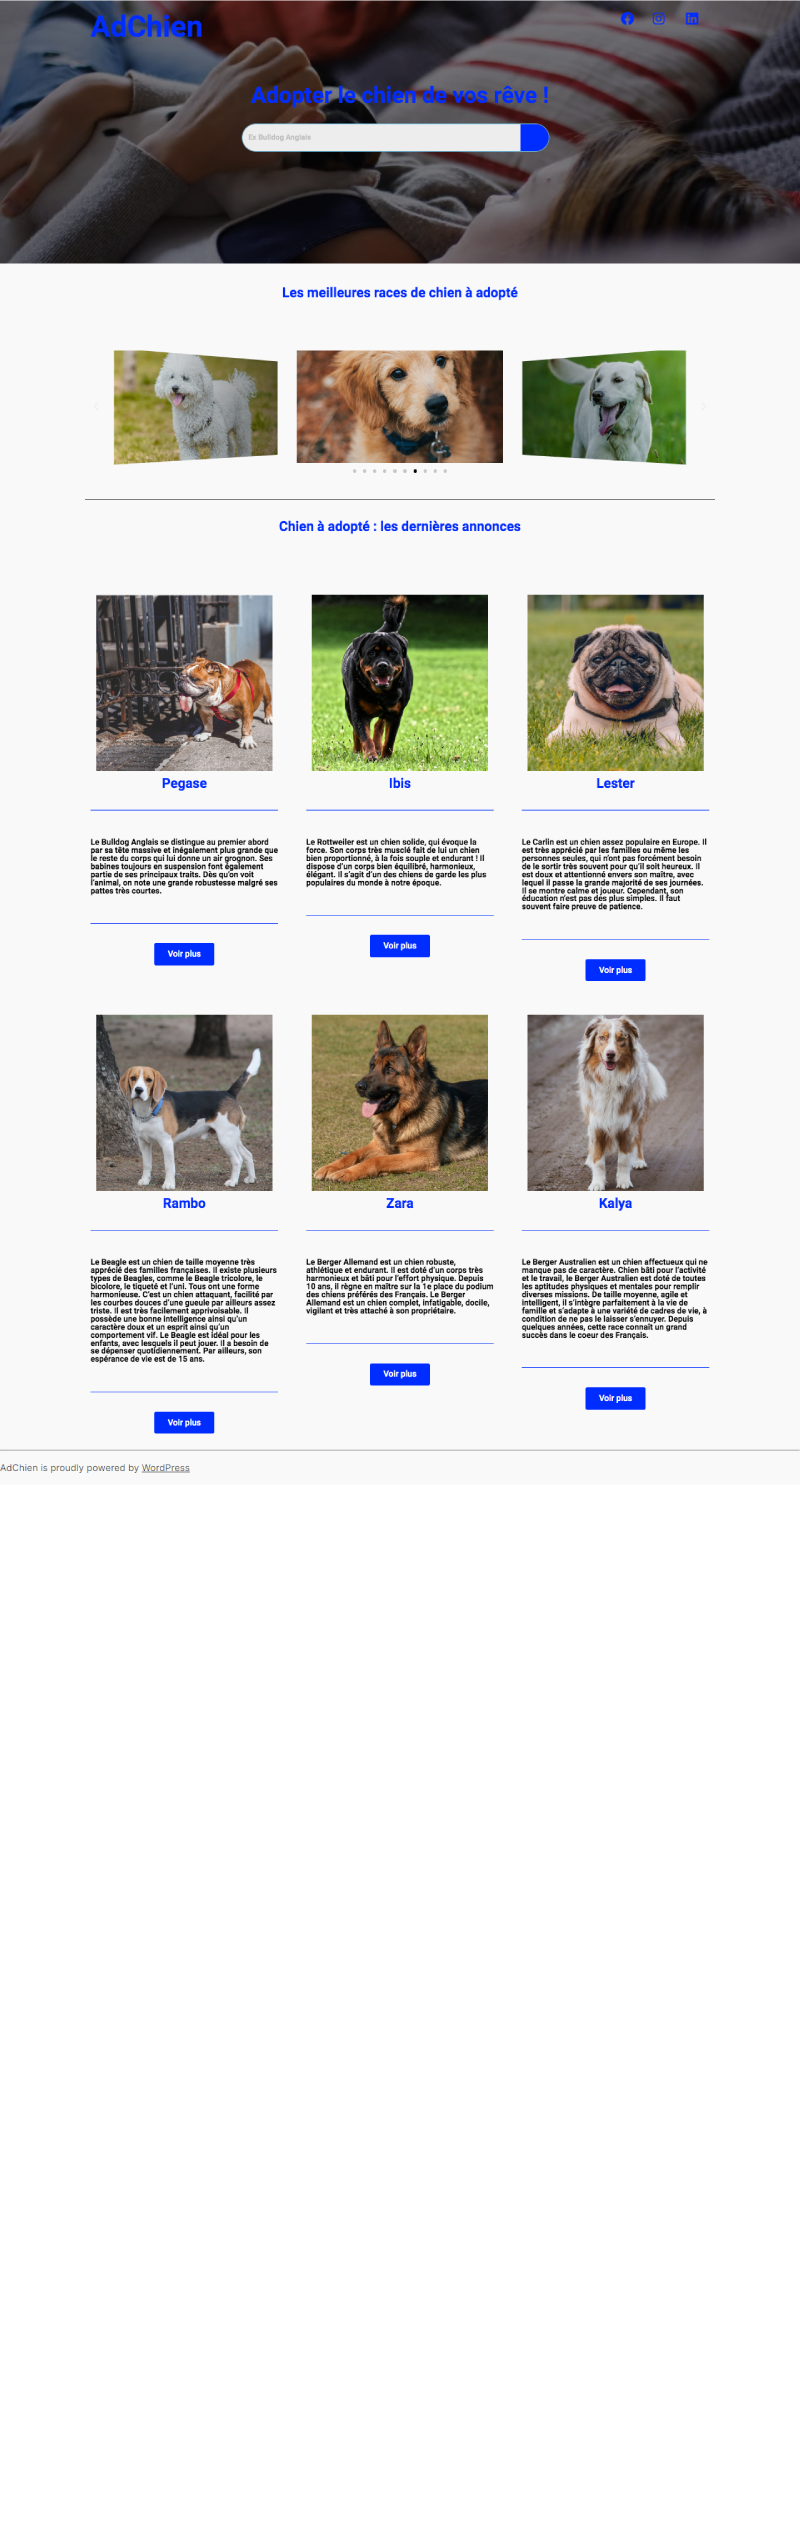 AdChien
Adopter le chien de vos rêve !
Ex Bulldog Anglais
Les meilleures races de chien à adopté
Chien à adopté : les dernières annonces
Pegase
Le Bulldog Anglais se distingue au premier abord
par sa tête massive et inégalement plus grande que
le reste du corps qui lui donne un air grognon. Ses
babines toujours en suspension font également
partie de ses principaux traits. Dès qu'on voit
l'animal, on note une grande robustesse malgré ses
pattes très courtes.
Voir plus
Ibis
Le Rottweiler est un chien solide, qui évoque la
force. Son corps très musclé fait de lui un chien
bien proportionné, à la fois souple et endurant ! Il
dispose d'un corps bien équilibré, harmonieux,
élégant. Il s'agit d'un des chiens de garde les plus
populaires du monde à notre époque.
Voir plus
Lester
Le Carlin est un chien assez populaire en Europe. Il
est très apprécié par les familles ou même les
personnes seules, qui n'ont pas forcément besoin
de le sortir très souvent pour qu'il soit heureux. Il
est doux et attentionné envers son maître, avec
lequel il passe la grande majorité de ses journées.
Il se montre calme et joueur. Cependant, son
éducation n'est pas des plus simples. Il faut
souvent faire preuve de patience.
Voir plus
Rambo
Le Beagle est un chien de taille moyenne très
apprécié des familles françaises. Il existe plusieurs
types de Beagles, comme le Beagle tricolore, le
bicolore, le tiqueté et l'uni. Tous ont une forme
harmonieuse. C'est un chien attaquant, facilité par
les courbes douces d'une gueule par ailleurs assez
triste. Il est très facilement apprivoisable. Il
possède une bonne intelligence ainsi qu'un
caractère doux et un esprit ainsi qu'un
comportement vif. Le Beagle est idéal pour les
enfants, avec lesquels il peut jouer. Il a besoin de
se dépenser quotidiennement. Par ailleurs, son
espérance de vie est de 15 ans.
Voir plus
Zara
Le Berger Allemand est un chien robuste,
athlétique et endurant. Il est doté d'un corps très
harmonieux et bâti pour l'effort physique. Depuis
10 ans, il règne en maître sur la 1e place du podium
des chiens préférés des Français. Le Berger
Allemand est un chien complet, infatigable, docile,
vigilant et très attaché à son propriétaire.
Voir plus
Kalya
Le Berger Australien est un chien affectueux qui ne
manque pas de caractère. Chien bâti pour l'activité
et le travail, le Berger Australien est doté de toutes
les aptitudes physiques et mentales pour remplir
diverses missions. De taille moyenne, agile et
intelligent, il s'intègre parfaitement à la vie de
famille et s'adapte à une variété de cadres de vie, à
condition de ne pas le laisser s'ennuyer. Depuis
quelques années, cette race connaît un grand
succès dans le coeur des Français.
Voir plus
AdChien is proudly powered by WordPress